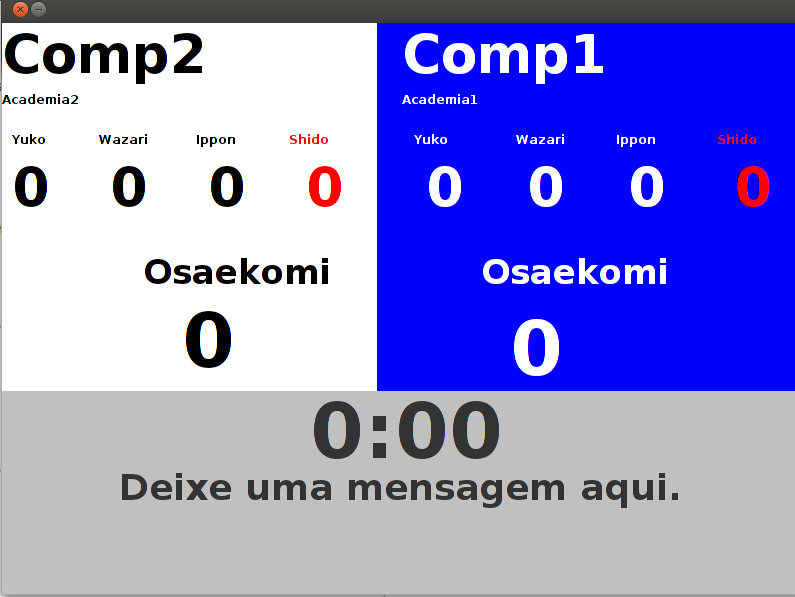 Comp2
Academia2
Yuko Wazari Ippon Shido
0 0 0 0
Osaekomi
0
Comp1
Academia1
Yuko Wazari Ippon Shido
0 0 0 0
Osaekomi
0
0:00
Deixe uma mensagem aqui.